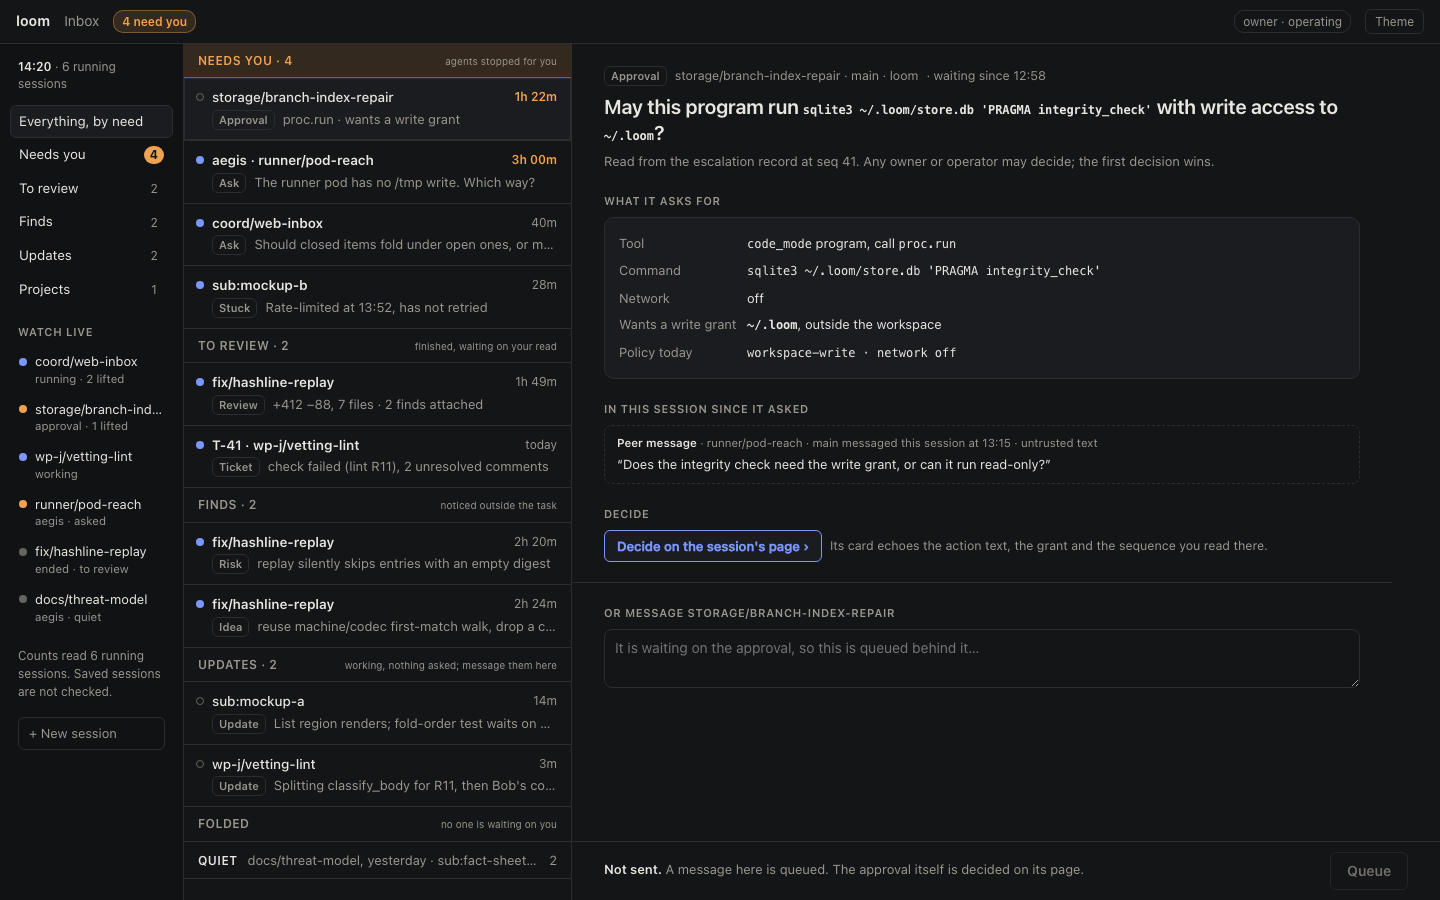 loom Inbox 4 need you
owner · operating Theme
14:20 · 6 running
sessions
Everything, by need
Needs you 4
To review 2
Finds 2
Updates 2
Projects 1
WATCH LIVE
coord/web-inbox
running · 2 lifted
storage/branch-ind...
approval · 1 lifted
wp-j/vetting-lint
working
runner/pod-reach
aegis · asked
fix/hashline-replay
ended · to review
docs/threat-model
aegis · quiet
Counts read 6 running
sessions. Saved sessions
are not checked.
+ New session
NEEDS YOU · 4 agents stopped for you
storage/branch-index-repair 1h 22m
Approval proc.run · wants a write grant
aegis · runner/pod-reach 3h 00m
Ask The runner pod has no /tmp write. Which way?
coord/web-inbox 40m
Ask Should closed items fold under open ones, or m...
sub:mockup-b 28m
Stuck Rate-limited at 13:52, has not retried
TO REVIEW · 2 finished, waiting on your read
fix/hashline-replay 1h 49m
Review +412 −88, 7 files · 2 finds attached
T-41 · wp-j/vetting-lint today
Ticket check failed (lint R11), 2 unresolved comments
FINDS · 2 noticed outside the task
fix/hashline-replay 2h 20m
Risk replay silently skips entries with an empty digest
fix/hashline-replay 2h 24m
Idea reuse machine/codec first-match walk, drop a c...
UPDATES · 2 working, nothing asked; message them here
sub:mockup-a 14m
Update List region renders; fold-order test waits on ...
wp-j/vetting-lint 3m
Update Splitting classify_body for R11, then Bob's co...
FOLDED no one is waiting on you
QUIET docs/threat-model, yesterday · sub:fact-sheet... 2
Approval storage/branch-index-repair · main · loom · waiting since 12:58
May this program run sqlite3 ~/.loom/store.db 'PRAGMA integrity_check' with write access to
~/.loom?
Read from the escalation record at seq 41. Any owner or operator may decide; the first decision wins.
WHAT IT ASKS FOR
Tool code_mode program, call proc.run
Command sqlite3 ~/.loom/store.db 'PRAGMA integrity_check'
Network off
Wants a write grant ~/.loom, outside the workspace
Policy today workspace-write · network off
IN THIS SESSION SINCE IT ASKED
Peer message · runner/pod-reach · main messaged this session at 13:15 · untrusted text
“Does the integrity check need the write grant, or can it run read-only?”
DECIDE
Decide on the session's page › Its card echoes the action text, the grant and the sequence you read there.
OR MESSAGE STORAGE/BRANCH-INDEX-REPAIR
It is waiting on the approval, so this is queued behind it...
Not sent. A message here is queued. The approval itself is decided on its page. Queue